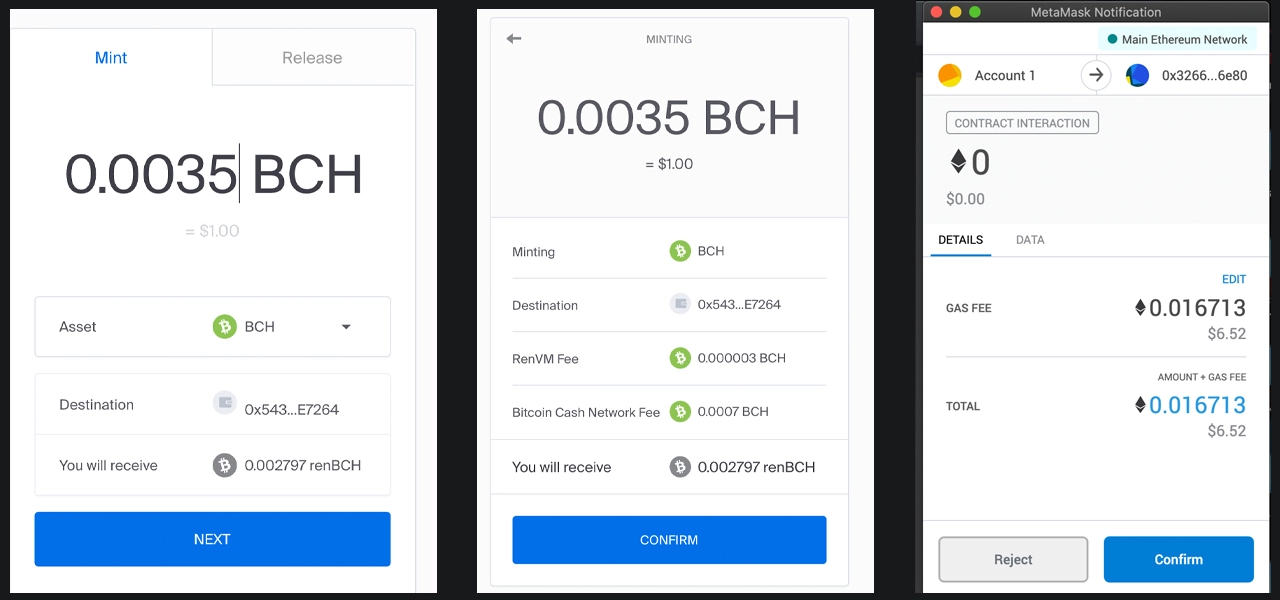 Mint
Release
0.0035 BCH
= $1.00
Asset
BCH
Destination
0x543...E7264
You will receive
0.002797 renBCH
NEXT
MINTING
0.0035 BCH
= $1.00
Minting
BCH
Destination
0x543...E7264
RenVM Fee
0.000003 BCH
Bitcoin Cash Network Fee
0.0007 BCH
You will receive
0.002797 renBCH
CONFIRM
MetaMask Notification
Main Ethereum Network
Account 1
0x3266...6e80
CONTRACT INTERACTION
0
$0.00
DETAILS
DATA
EDIT
GAS FEE
0.016713
$6.52
AMOUNT + GAS FEE
TOTAL
0.016713
$6.52
Reject
Confirm